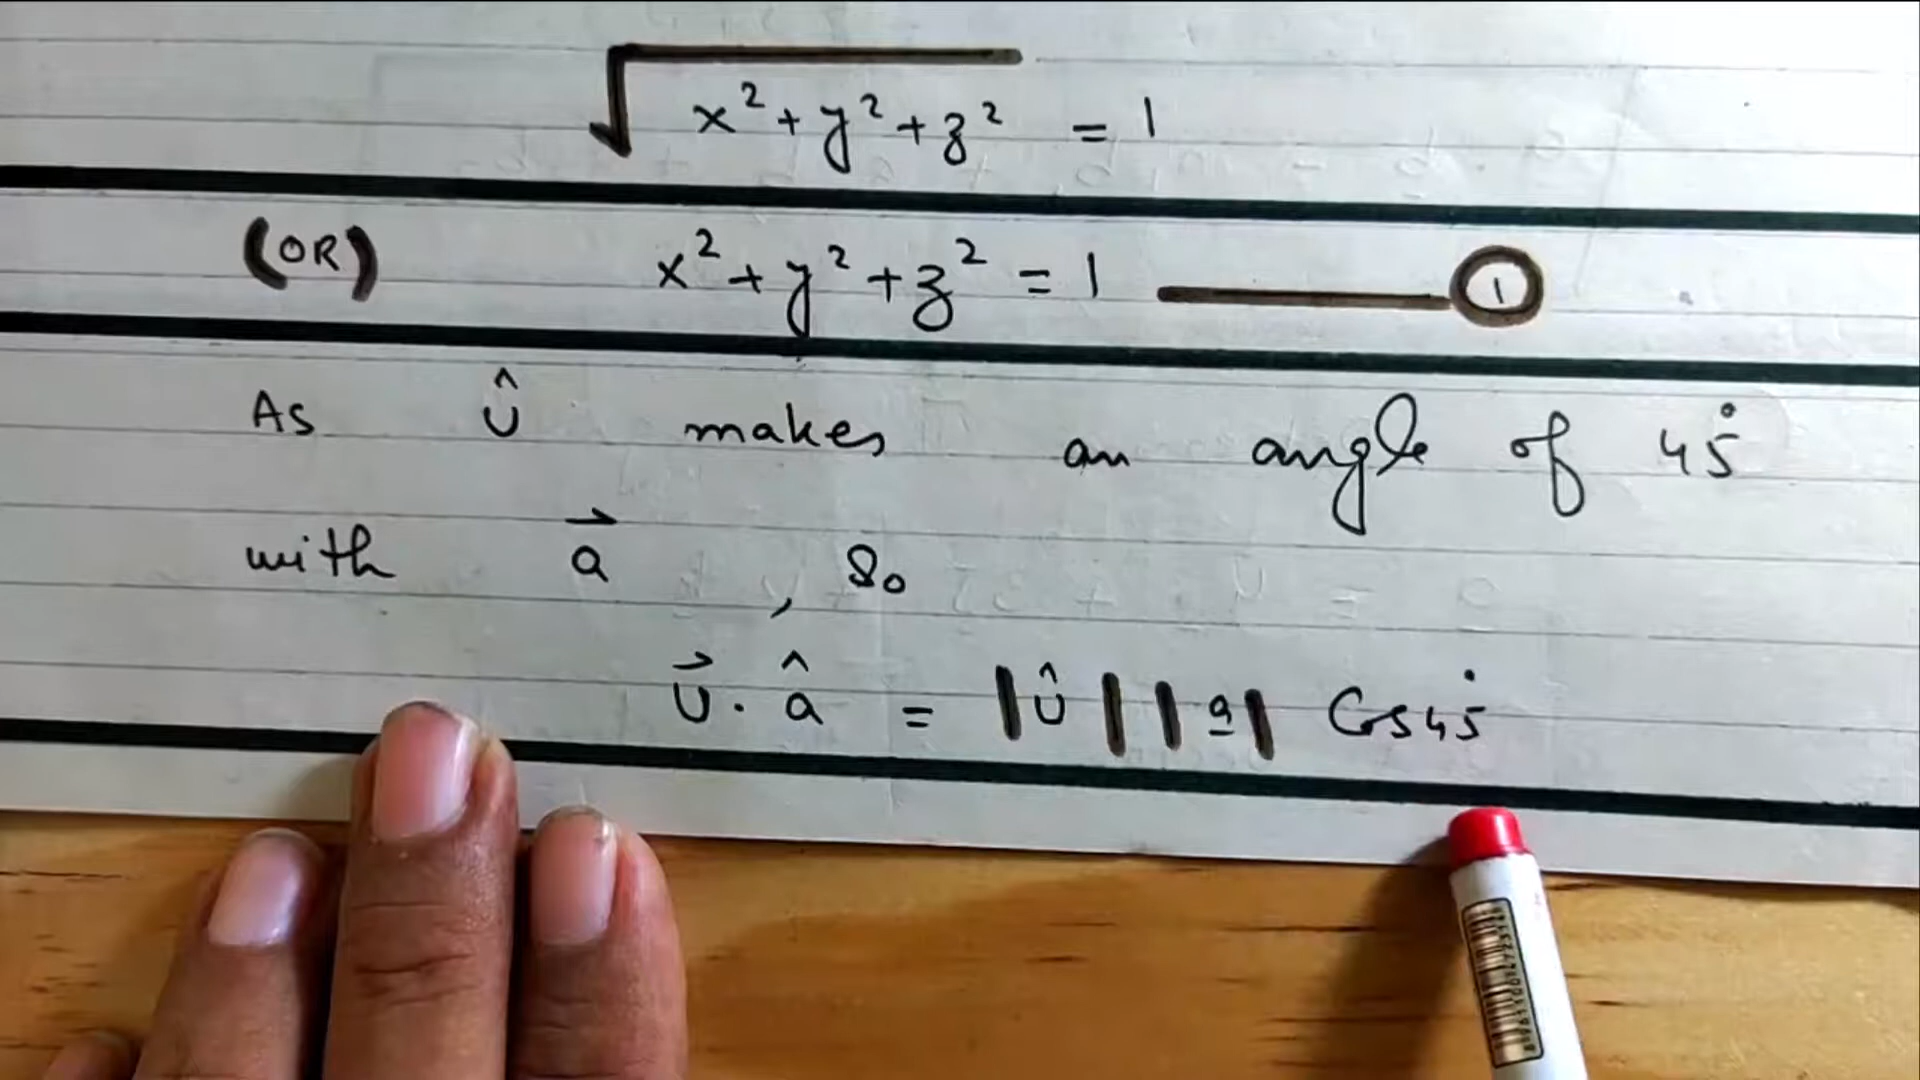 √x² + y² + z² = 1
(OR) x² + y² + z² = 1 ——— ①
As û makes an angle of 45°
with a⃗, so
u⃗ · â = |û| |a̲| Cos45°